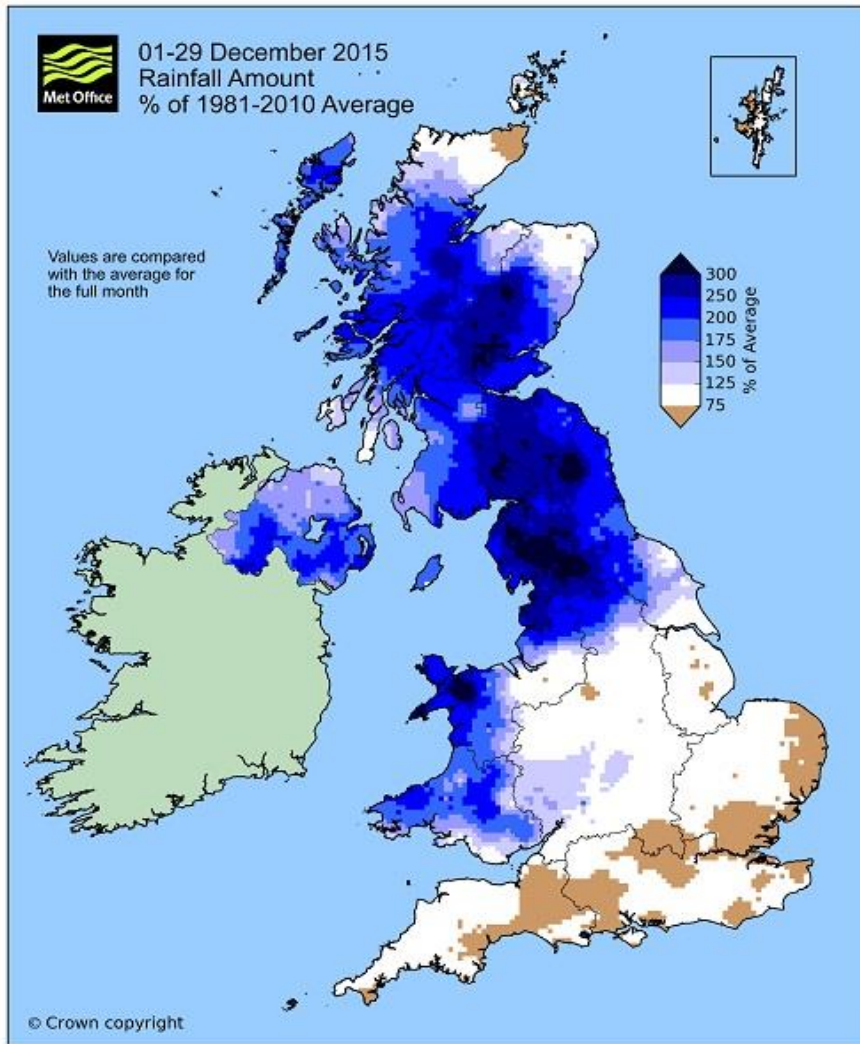 Met Office
01-29 December 2015
Rainfall Amount
% of 1981-2010 Average
Values are compared
with the average for
the full month
300
250
200
175
150
125
75
% of Average
© Crown copyright